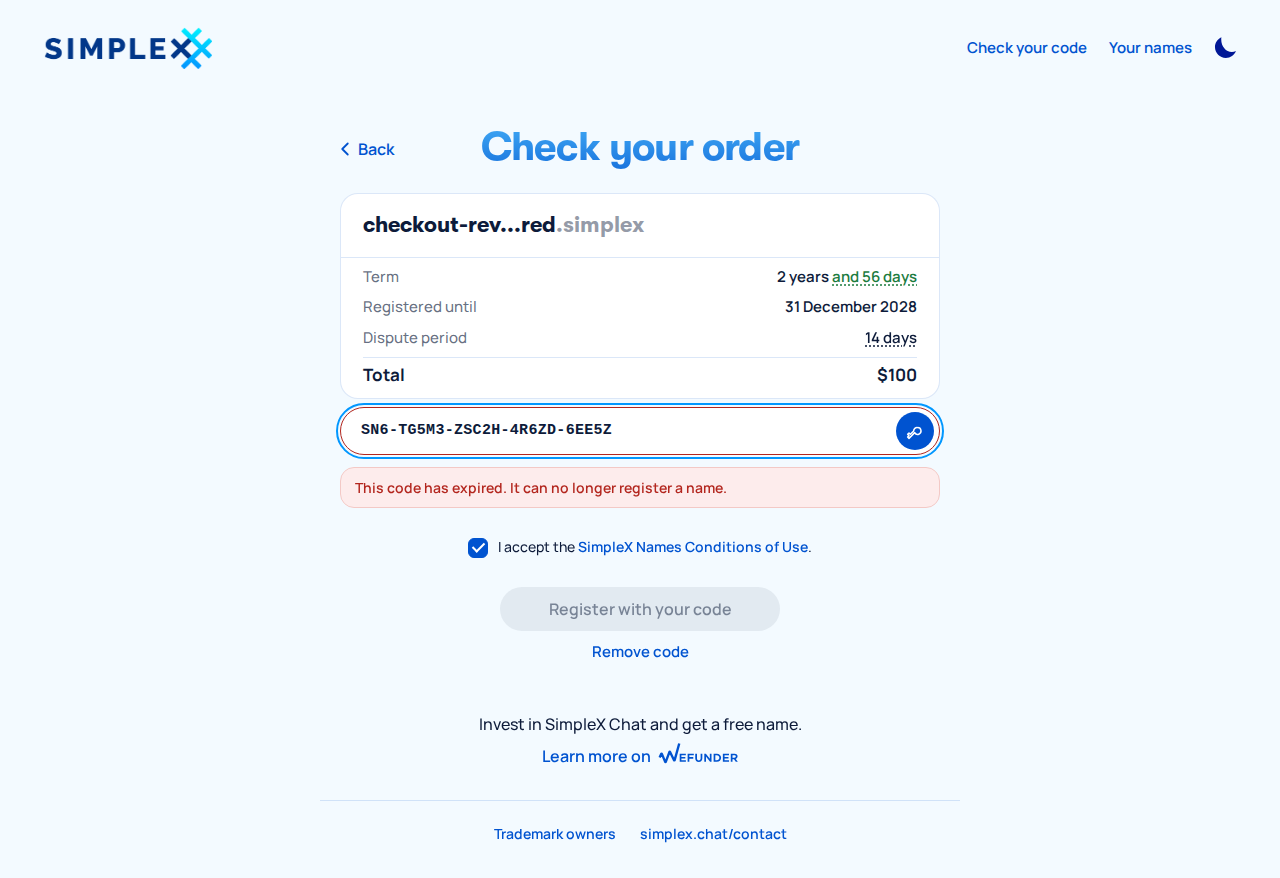 SIMPLEX
Check your code
Your names
Back
Check your order
checkout-rev...red.simplex
Term
2 years and 56 days
Registered until
31 December 2028
Dispute period
14 days
Total
$100
SN6-TG5M3-ZSC2H-4R6ZD-6EE5Z
This code has expired. It can no longer register a name.
I accept the SimpleX Names Conditions of Use.
Register with your code
Remove code
Invest in SimpleX Chat and get a free name.
Learn more on WEFUNDER
Trademark owners
simplex.chat/contact